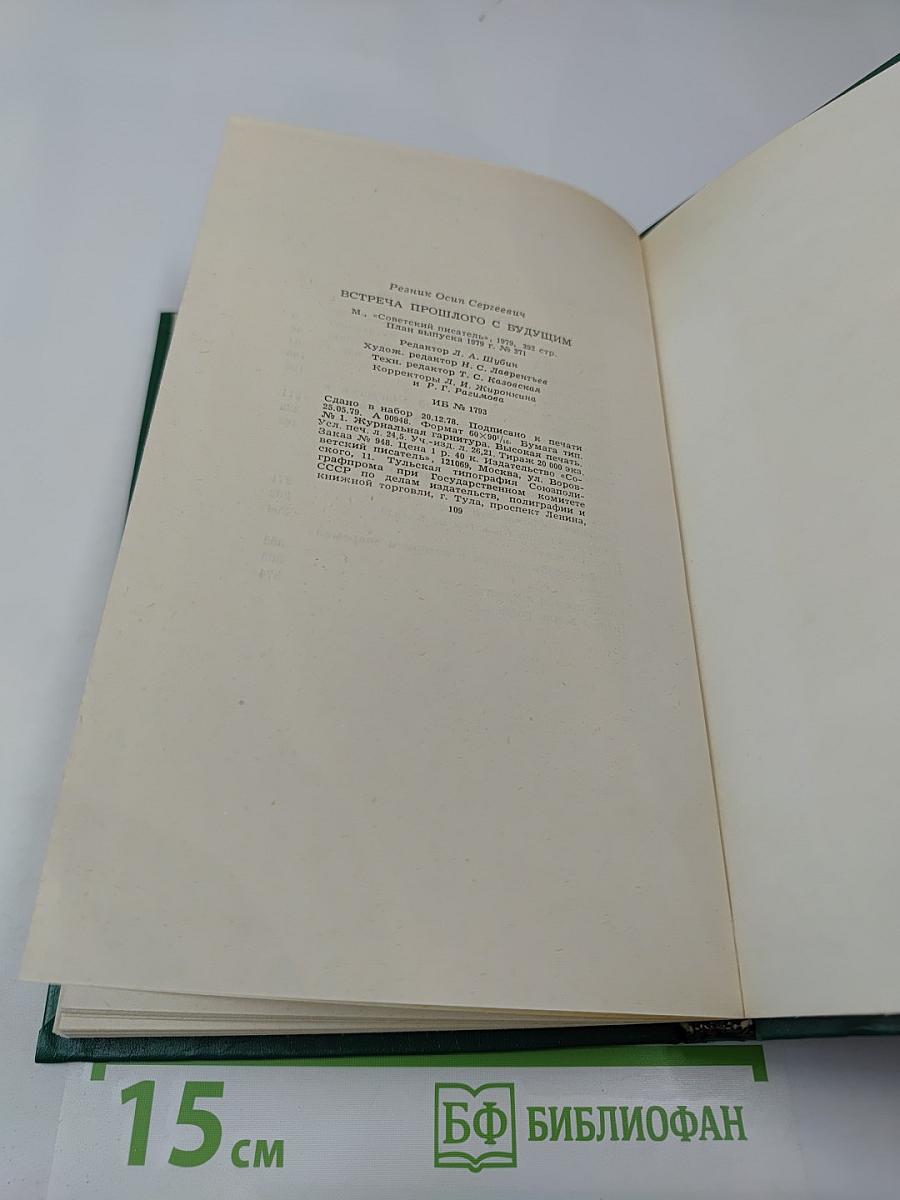 Резник Осип Сергеевич
ВСТРЕЧА ПРОШЛОГО С БУДУЩИМ
М., «Советский писатель», 1979, 392 стр.
План выпуска 1979 г. № 371
Редактор Л. А. Шубин
Худож. редактор Н. С. Лаврентьев
Техн. редактор Т. С. Казовская
Корректоры Л. И. Жиронкина
и Р. Г. Рагимова
ИБ № 1793
Сдано в набор 20.12.78. Подписано к печати
25.05.79. А 00948. Формат 60×90¹/₁₆. Бумага тип.
№ 1. Журнальная гарнитура. Высокая печать.
Усл. печ. л. 24,5. Уч.-изд. л. 26,21. Тираж 20 000 экз.
Заказ № 948. Цена 1 р. 40 к. Издательство «Со-
ветский писатель», 121069, Москва, ул. Воров-
ского, 11. Тульская типография Союзполи-
графпрома при Государственном комитете
СССР по делам издательств, полиграфии и
книжной торговли, г. Тула, проспект Ленина,
109
15 см
БФ БИБЛИОФАН